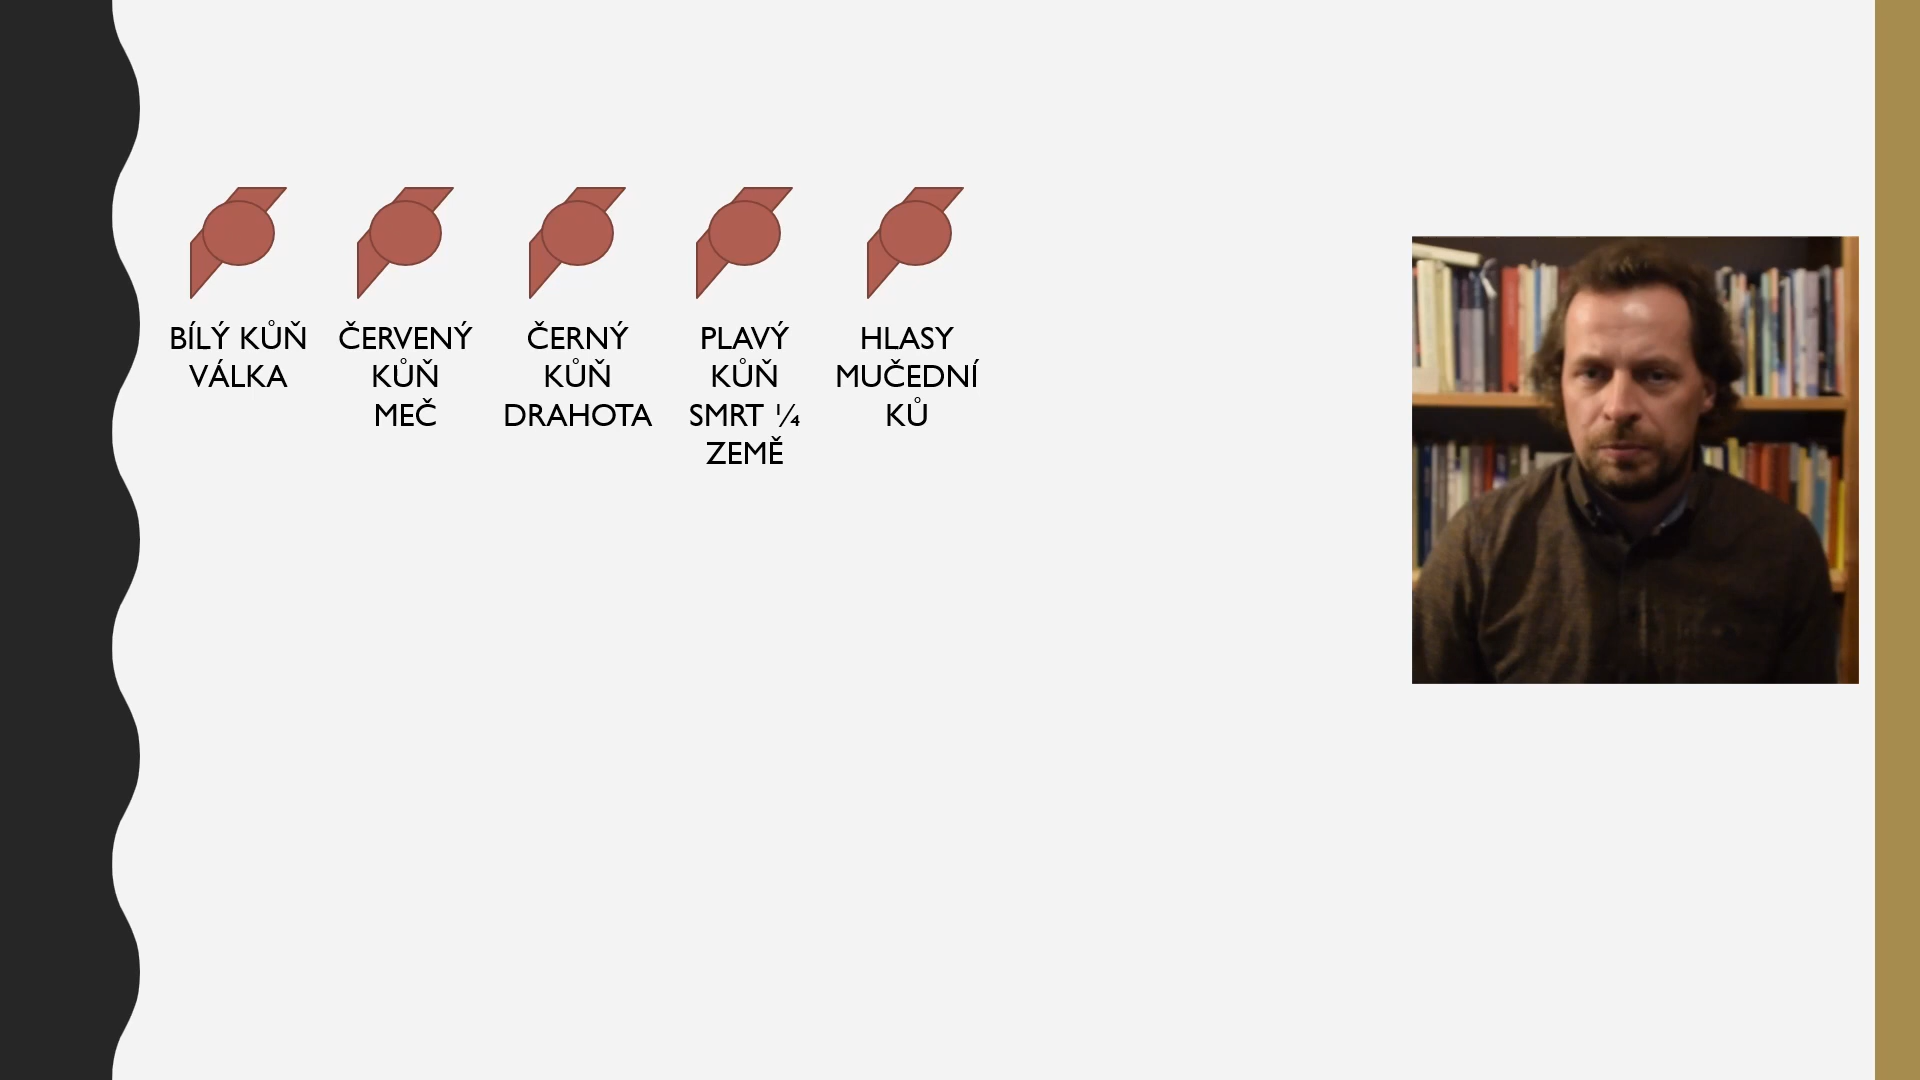 BÍLÝ KŮŇ
VÁLKA
ČERVENÝ
KŮŇ
MEČ
ČERNÝ
KŮŇ
DRAHOTA
PLAVÝ
KŮŇ
SMRT ¼
ZEMĚ
HLASY
MUČEDNÍ
KŮ